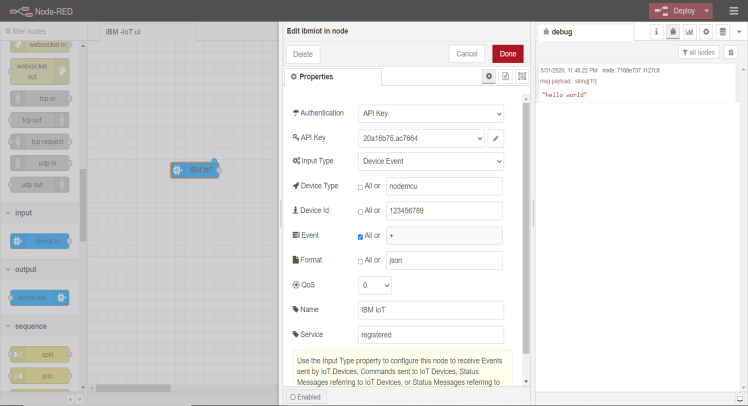 Node-RED
Deploy
filter nodes
websocket in
websocket
out
tcp in
tcp out
tcp request
udp in
udp out
input
ibmiot in
output
ibmiot out
sequence
split
join
IBM -IoT ui
IBM IoT
Edit ibmiot in node
Delete
Cancel
Done
Properties
Authentication
API Key
API Key
20a16b75.ac7664
Input Type
Device Event
Device Type
All or
nodemcu
Device Id
All or
123456789
Event
All or
+
Format
All or
json
QoS
0
Name
IBM IoT
Service
registered
Use the Input Type property to configure this node to receive Events
sent by IoT Devices, Commands sent to IoT Devices, Status
Messages referring to IoT Devices, or Status Messages referring to
Enabled
debug
all nodes
5/31/2020, 11:48:22 PM node: 7168e737.1127c8
msg.payload : string[11]
"hello world"